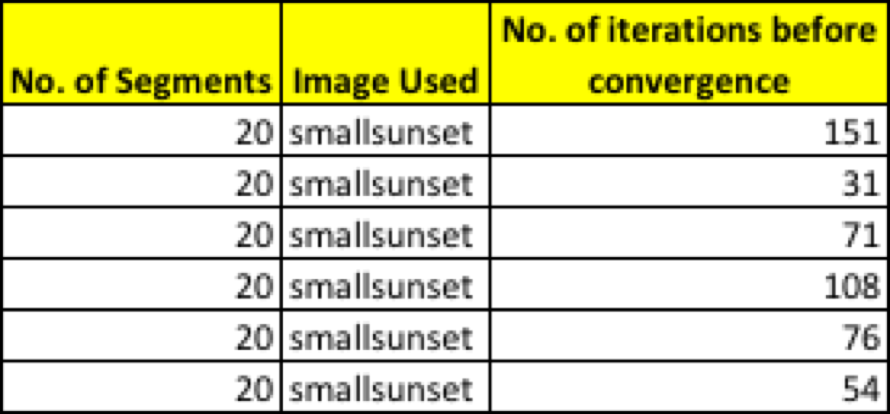 No. of Segments Image Used No. of iterations before
convergence
20 smallsunset 151
20 smallsunset 31
20 smallsunset 71
20 smallsunset 108
20 smallsunset 76
20 smallsunset 54